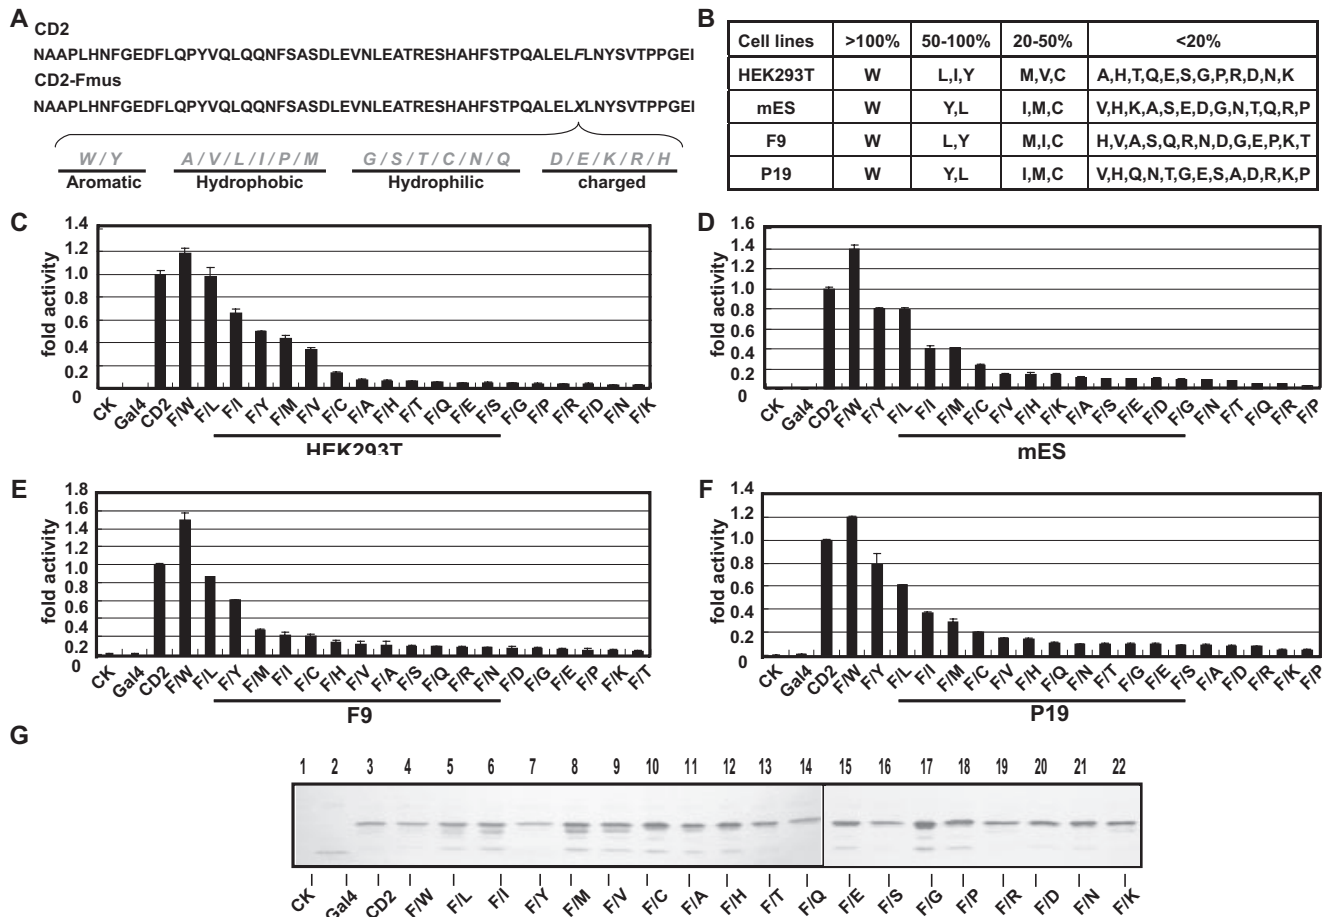 A
CD2
NAAPLHNFGEDFLQPYVQLQQNFSASDLEVNLEATRESHAHFSTPQALELFLNYSVTPPGEI
CD2-Fmus
NAAPLHNFGEDFLQPYVQLQQNFSASDLEVNLEATRESHAHFSTPQALELXLNYSVTPPGEI
W / Y A / V / L / I / P / M G / S / T / C / N / Q D / E / K / R / H
Aromatic Hydrophobic Hydrophilic charged
B
Cell lines >100% 50-100% 20-50% <20%
HEK293T W L,I,Y M,V,C A,H,T,Q,E,S,G,P,R,D,N,K
mES W Y,L I,M,C V,H,K,A,S,E,D,G,N,T,Q,R,P
F9 W L,Y M,I,C H,V,A,S,Q,R,N,D,G,E,P,K,T
P19 W Y,L I,M,C V,H,Q,N,T,G,E,S,A,D,R,K,P
C
fold activity
1.4
1.2
1.0
0.8
0.6
0.4
0.2
0
CK Gal4 CD2 F/W F/L F/I F/Y F/M F/V F/C F/A F/H F/T F/Q F/E F/S F/G F/P F/R F/D F/N F/K
HEK293T
D
fold activity
1.6
1.4
1.2
1.0
0.8
0.6
0.4
0.2
0
CK Gal4 CD2 F/W F/Y F/L F/I F/M F/C F/V F/H F/K F/A F/S F/E F/D F/G F/N F/T F/Q F/R F/P
mES
E
fold activity
1.8
1.6
1.4
1.2
1.0
0.8
0.6
0.4
0.2
0
CK Gal4 CD2 F/W F/L F/Y F/M F/I F/C F/H F/V F/A F/S F/Q F/R F/N F/D F/G F/E F/P F/K F/T
F9
F
fold activity
1.4
1.2
1.0
0.8
0.6
0.4
0.2
0
CK Gal4 CD2 F/W F/Y F/L F/I F/M F/C F/V F/H F/Q F/N F/T F/G F/E F/S F/A F/D F/R F/K F/P
P19
G
1 2 3 4 5 6 7 8 9 10 11 12 13 14 15 16 17 18 19 20 21 22
CK Gal4 CD2 F/W F/L F/I F/Y F/M F/V F/C F/A F/H F/T F/Q F/E F/S F/G F/P F/R F/D F/N F/K